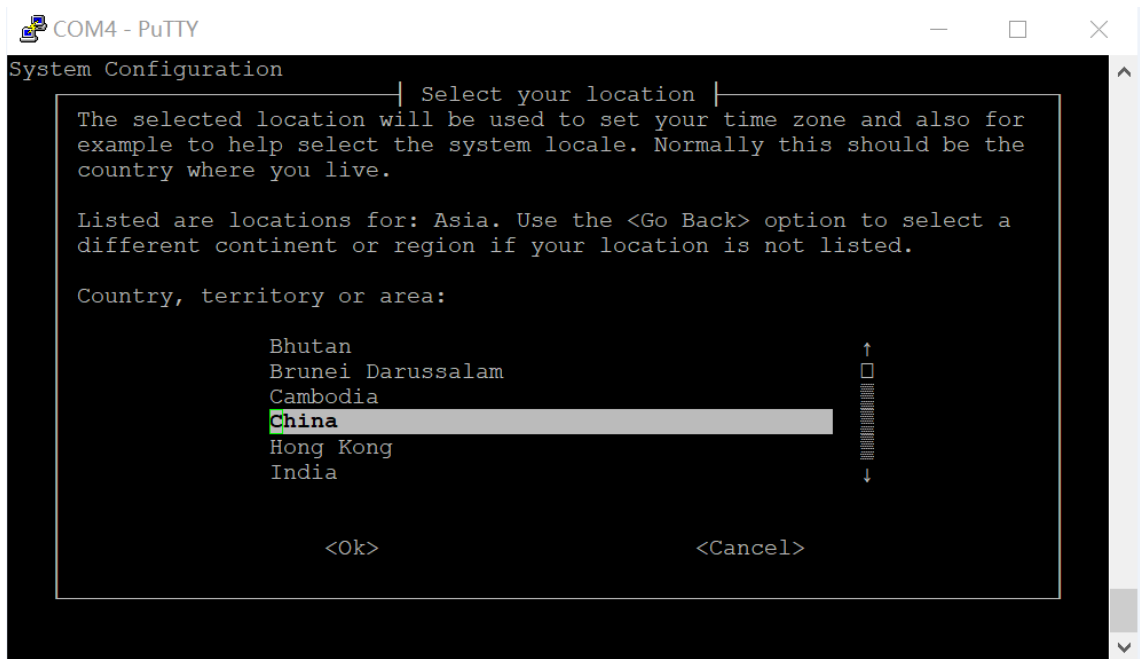 COM4 - PuTTY
System Configuration
Select your location
The selected location will be used to set your time zone and also for
example to help select the system locale. Normally this should be the
country where you live.
Listed are locations for: Asia. Use the <Go Back> option to select a
different continent or region if your location is not listed.
Country, territory or area:
Bhutan
Brunei Darussalam
Cambodia
China
Hong Kong
India
<Ok> <Cancel>